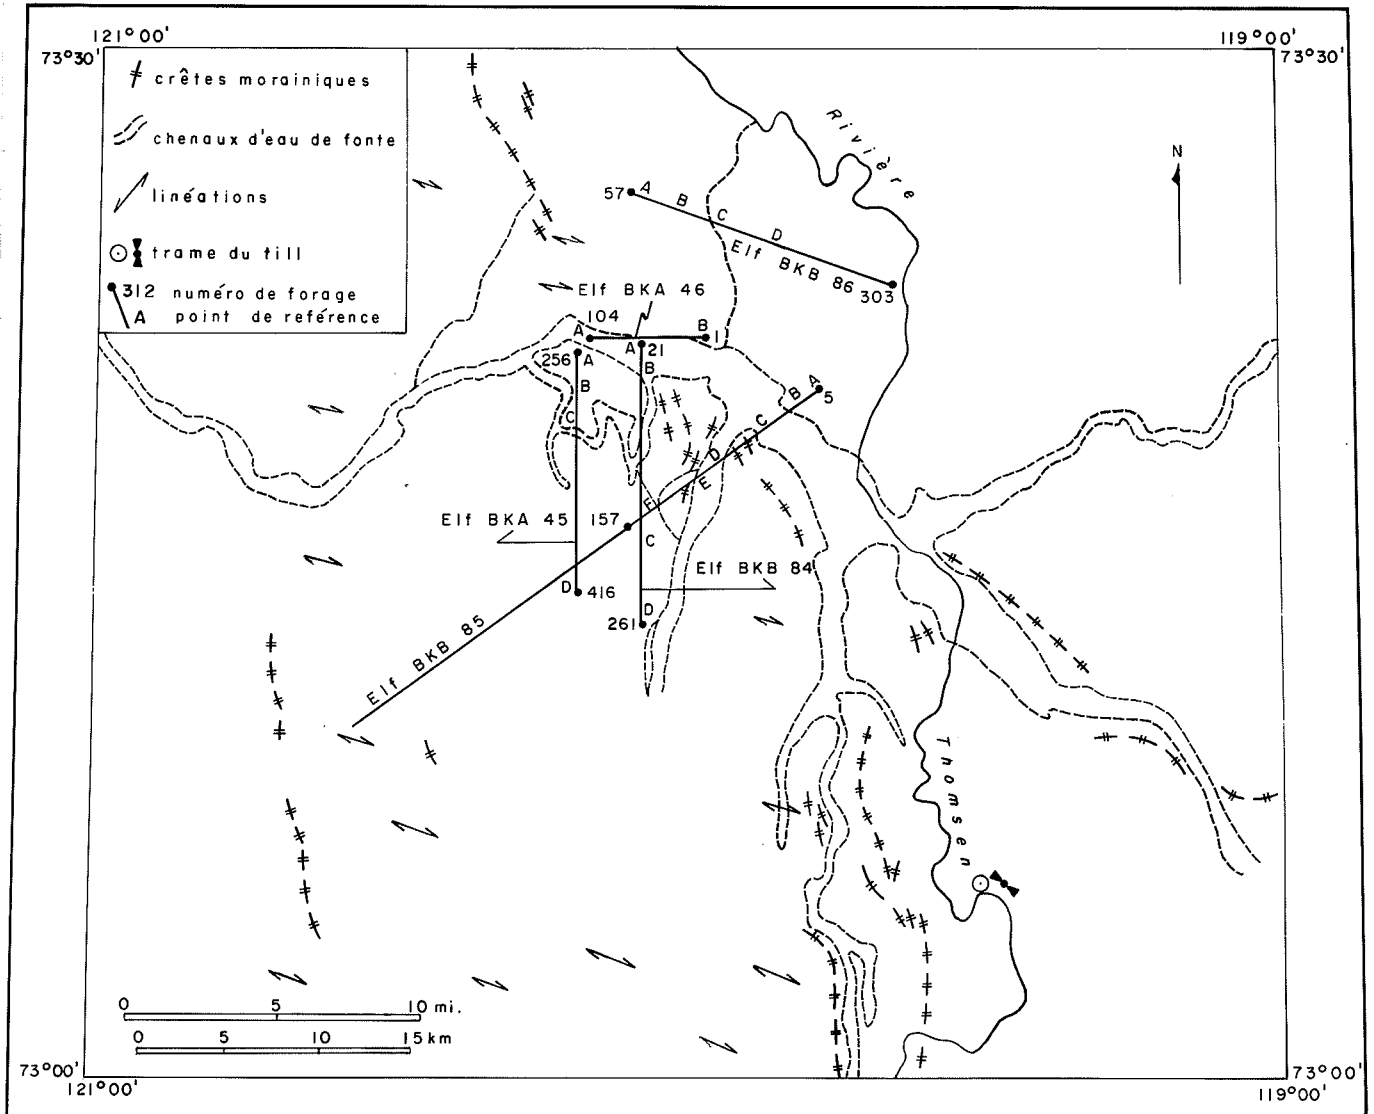 121°00'
119°00'
73°30'
73°30'
crêtes morainiques
chenaux d'eau de fonte
linéations
trame du till
312 numéro de forage
A point de reférence
N
Rivière
57 A B C D
Elf BKB 86 303
Elf BKA 46
104
A B 1
256 A
A 21
B
B
C
A
B
5
C
D
E
F
Elf BKA 45
157
C
Elf BKB 84
D 416
D
261
Elf BKB 85
Thomsen
0 5 10 mi.
0 5 10 15 km
73°00'
73°00'
121°00'
119°00'